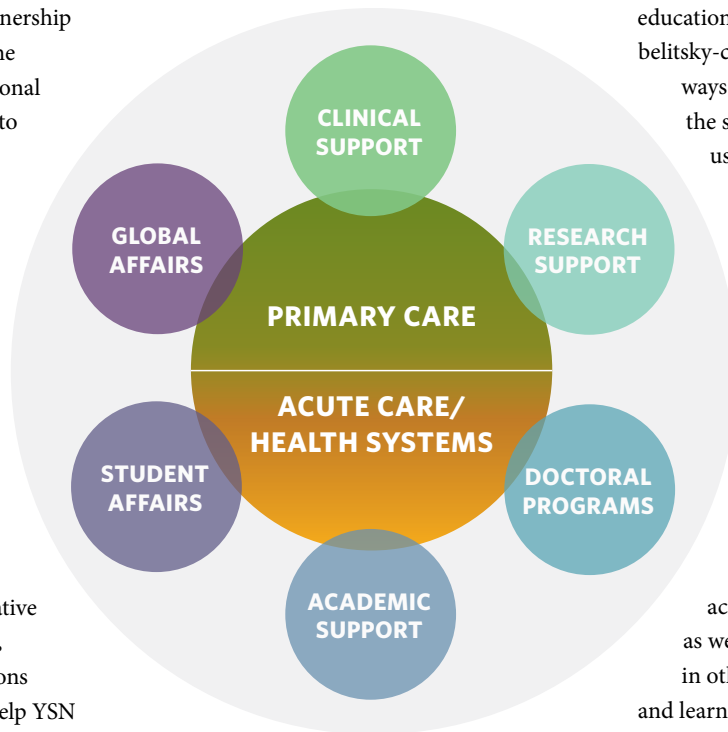 nership
ne
onal
to
education
belitsky-c
ways
the s
us
CLINICAL
SUPPORT
GLOBAL
AFFAIRS
RESEARCH
SUPPORT
PRIMARY CARE
ACUTE CARE/
HEALTH SYSTEMS
STUDENT
AFFAIRS
DOCTORAL
PROGRAMS
ACADEMIC
SUPPORT
ative
ons
elp YSN
ac
as we
in oth
and learn